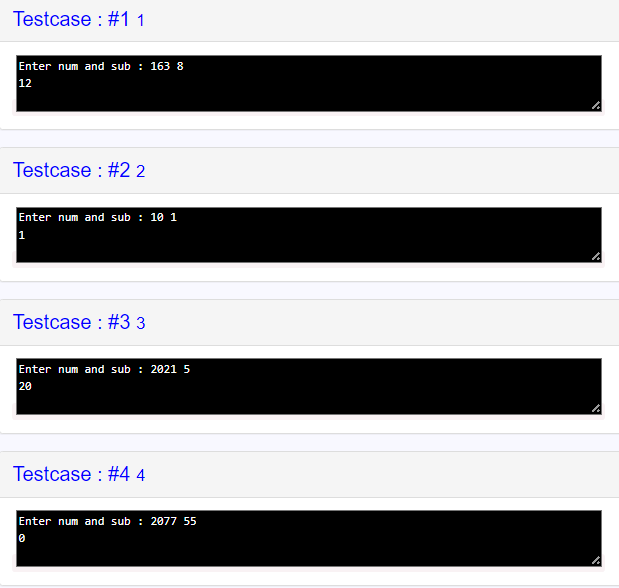 Testcase : #1 1
Enter num and sub : 163 8
12
Testcase : #2 2
Enter num and sub : 10 1
1
Testcase : #3 3
Enter num and sub : 2021 5
20
Testcase : #4 4
Enter num and sub : 2077 55
0